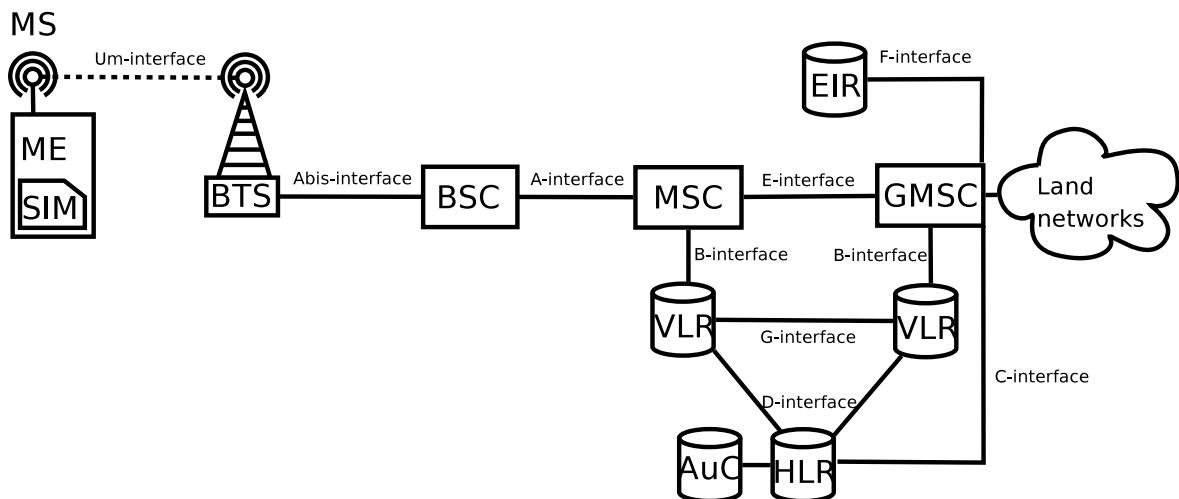 MS
Um-interface
F-interface
EIR
ME
SIM
BTS
Abis-interface
BSC
A-interface
MSC
E-interface
GMSC
Land
networks
B-interface
B-interface
VLR
VLR
G-interface
C-interface
D-interface
AuC
HLR